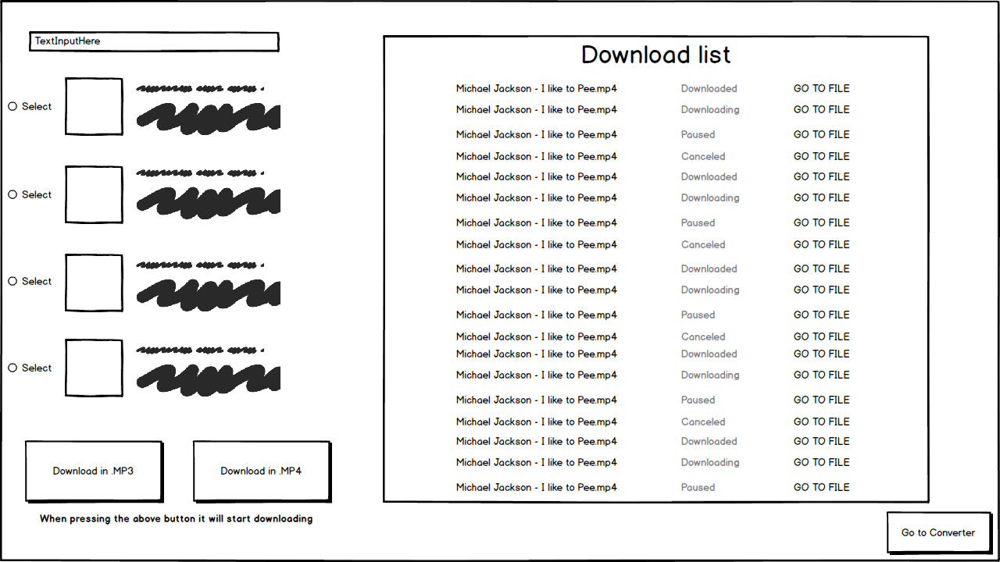 TextInputHere
Select
Select
Select
Select
Download in .MP3
Download in .MP4
When pressing the above button it will start downloading
Download list
Michael Jackson - I like to Pee.mp4 Downloaded GO TO FILE
Michael Jackson - I like to Pee.mp4 Downloading GO TO FILE
Michael Jackson - I like to Pee.mp4 Paused GO TO FILE
Michael Jackson - I like to Pee.mp4 Canceled GO TO FILE
Michael Jackson - I like to Pee.mp4 Downloaded GO TO FILE
Michael Jackson - I like to Pee.mp4 Downloading GO TO FILE
Michael Jackson - I like to Pee.mp4 Paused GO TO FILE
Michael Jackson - I like to Pee.mp4 Canceled GO TO FILE
Michael Jackson - I like to Pee.mp4 Downloaded GO TO FILE
Michael Jackson - I like to Pee.mp4 Downloading GO TO FILE
Michael Jackson - I like to Pee.mp4 Paused GO TO FILE
Michael Jackson - I like to Pee.mp4 Canceled GO TO FILE
Michael Jackson - I like to Pee.mp4 Downloaded GO TO FILE
Michael Jackson - I like to Pee.mp4 Downloading GO TO FILE
Michael Jackson - I like to Pee.mp4 Paused GO TO FILE
Michael Jackson - I like to Pee.mp4 Canceled GO TO FILE
Michael Jackson - I like to Pee.mp4 Downloaded GO TO FILE
Michael Jackson - I like to Pee.mp4 Downloading GO TO FILE
Michael Jackson - I like to Pee.mp4 Paused GO TO FILE
Go to Converter